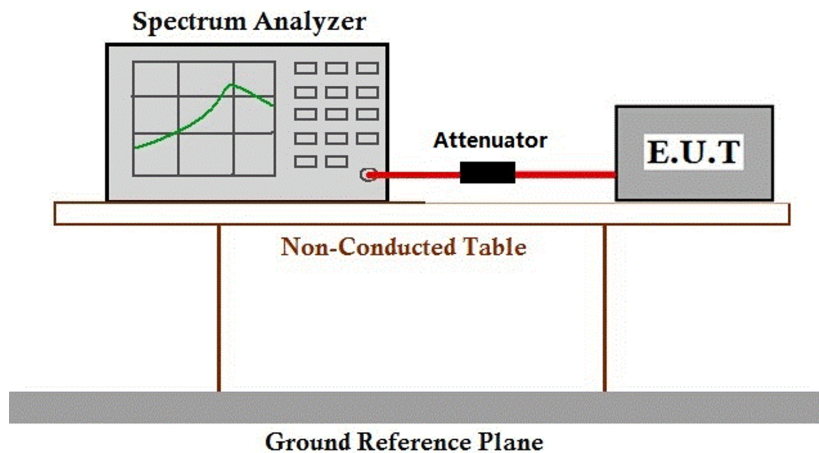 Spectrum Analyzer
Attenuator
E.U.T
Non-Conducted Table
Ground Reference Plane